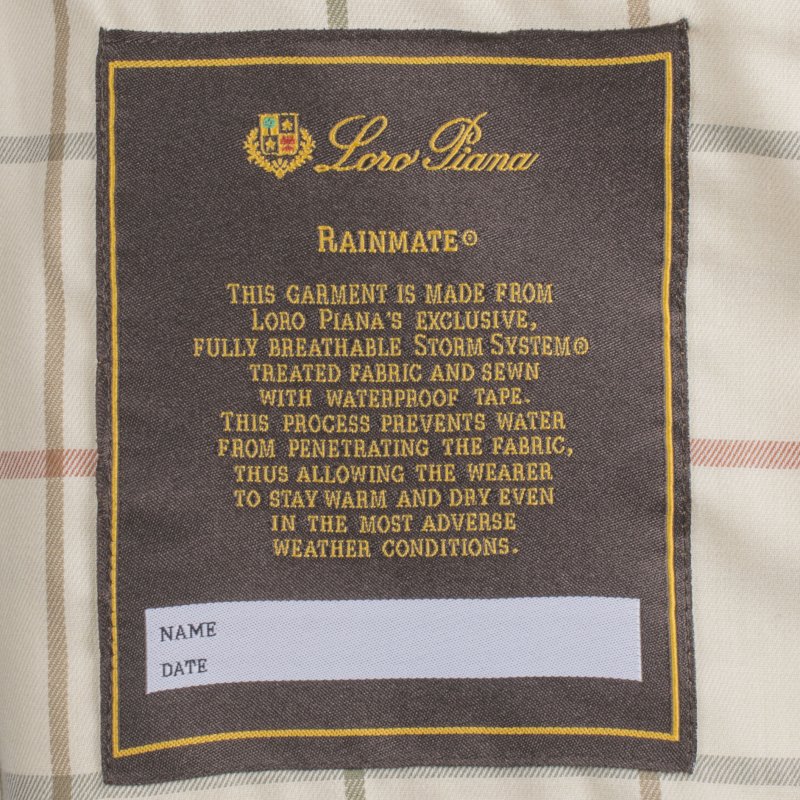 Loro Piana
RAINMATE®
THIS GARMENT IS MADE FROM
LORO PIANA'S EXCLUSIVE,
FULLY BREATHABLE STORM SYSTEM®
TREATED FABRIC AND SEWN
WITH WATERPROOF TAPE.
THIS PROCESS PREVENTS WATER
FROM PENETRATING THE FABRIC,
THUS ALLOWING THE WEARER
TO STAY WARM AND DRY EVEN
IN THE MOST ADVERSE
WEATHER CONDITIONS.
NAME
DATE